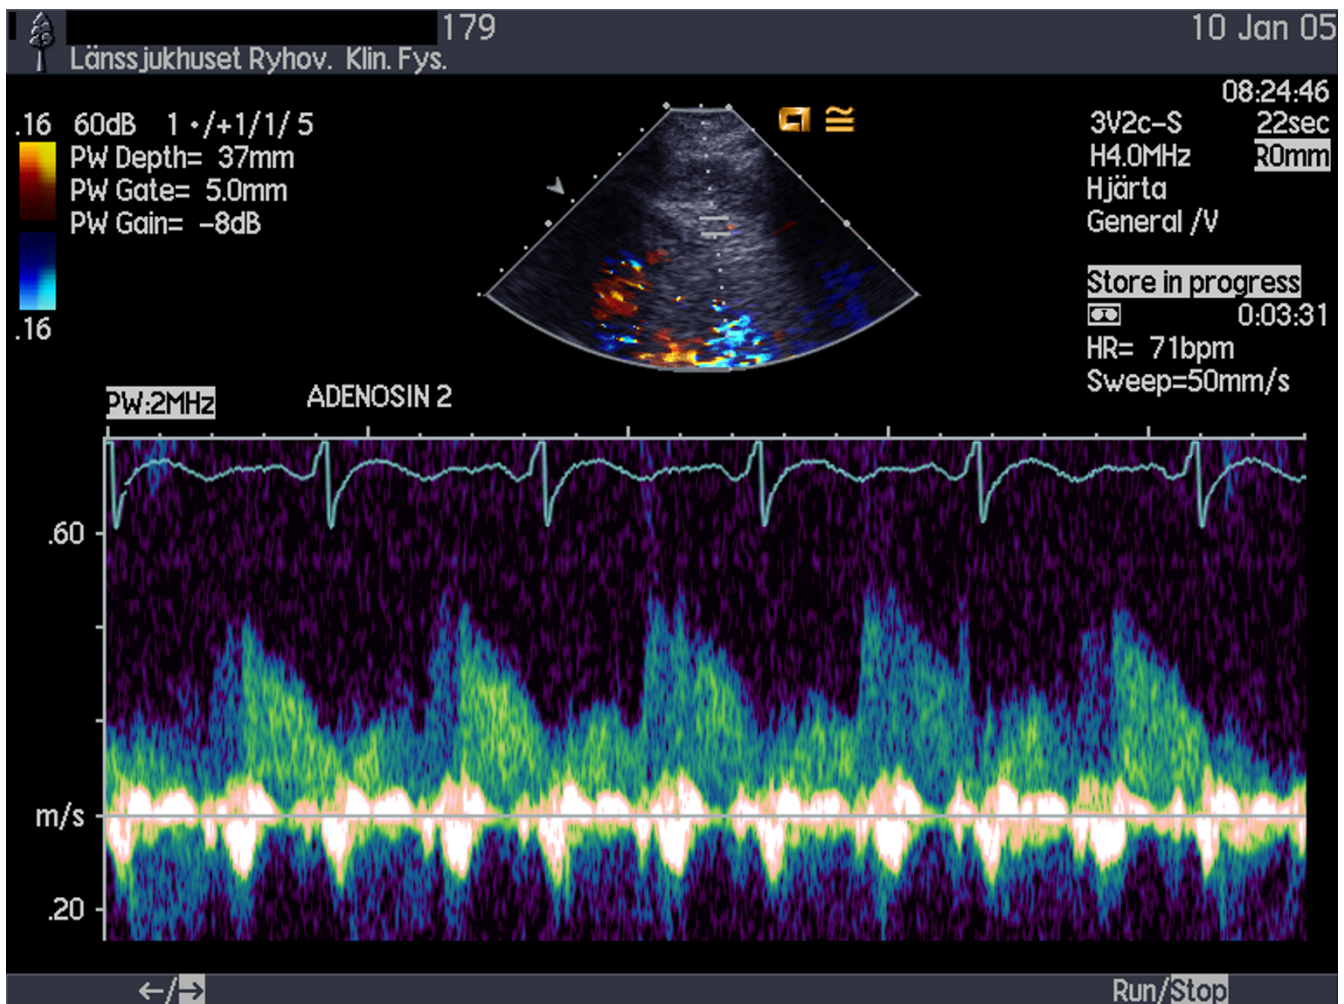 179
10 Jan 05
Länssjukhuset Ryhov. Klin. Fys.
08:24:46
.16 60dB 1 •/+1/1/ 5
PW Depth= 37mm
PW Gate= 5.0mm
PW Gain= -8dB
.16
3V2c-S 22sec
H4.0MHz R0mm
Hjärta
General /V
Store in progress
0:03:31
HR= 71bpm
Sweep=50mm/s
PW:2MHz
ADENOSIN 2
.60
m/s
.20
←/→
Run/Stop